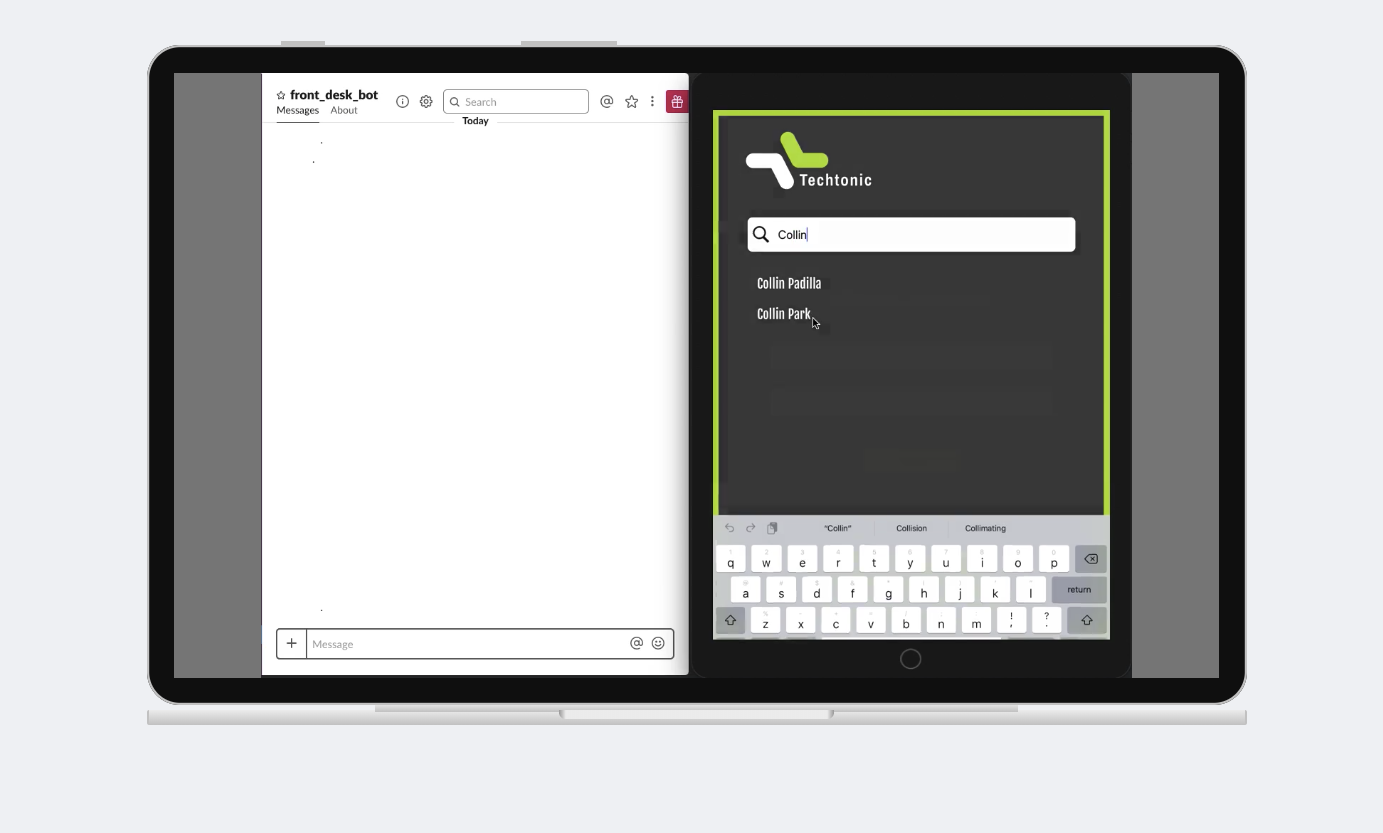 front_desk_bot
Messages About
Search
Today
Message
Techtonic
Collin
Collin Padilla
Collin Park
“Collin” Collision Collimating
q w e r t y u i o p
a s d f g h j k l return
z x c v b n m ! , ? .